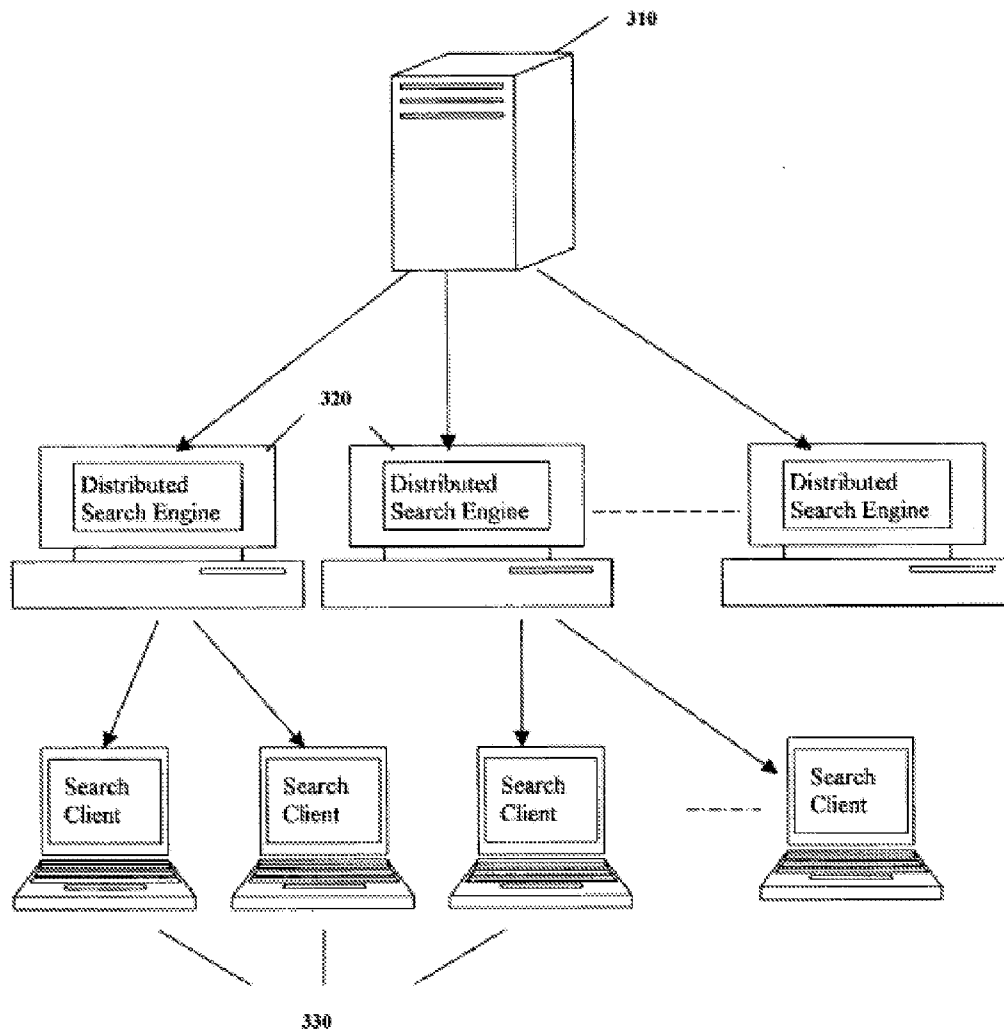 310
320
Distributed
Search Engine
Distributed
Search Engine
Distributed
Search Engine
Search
Client
Search
Client
Search
Client
Search
Client
330